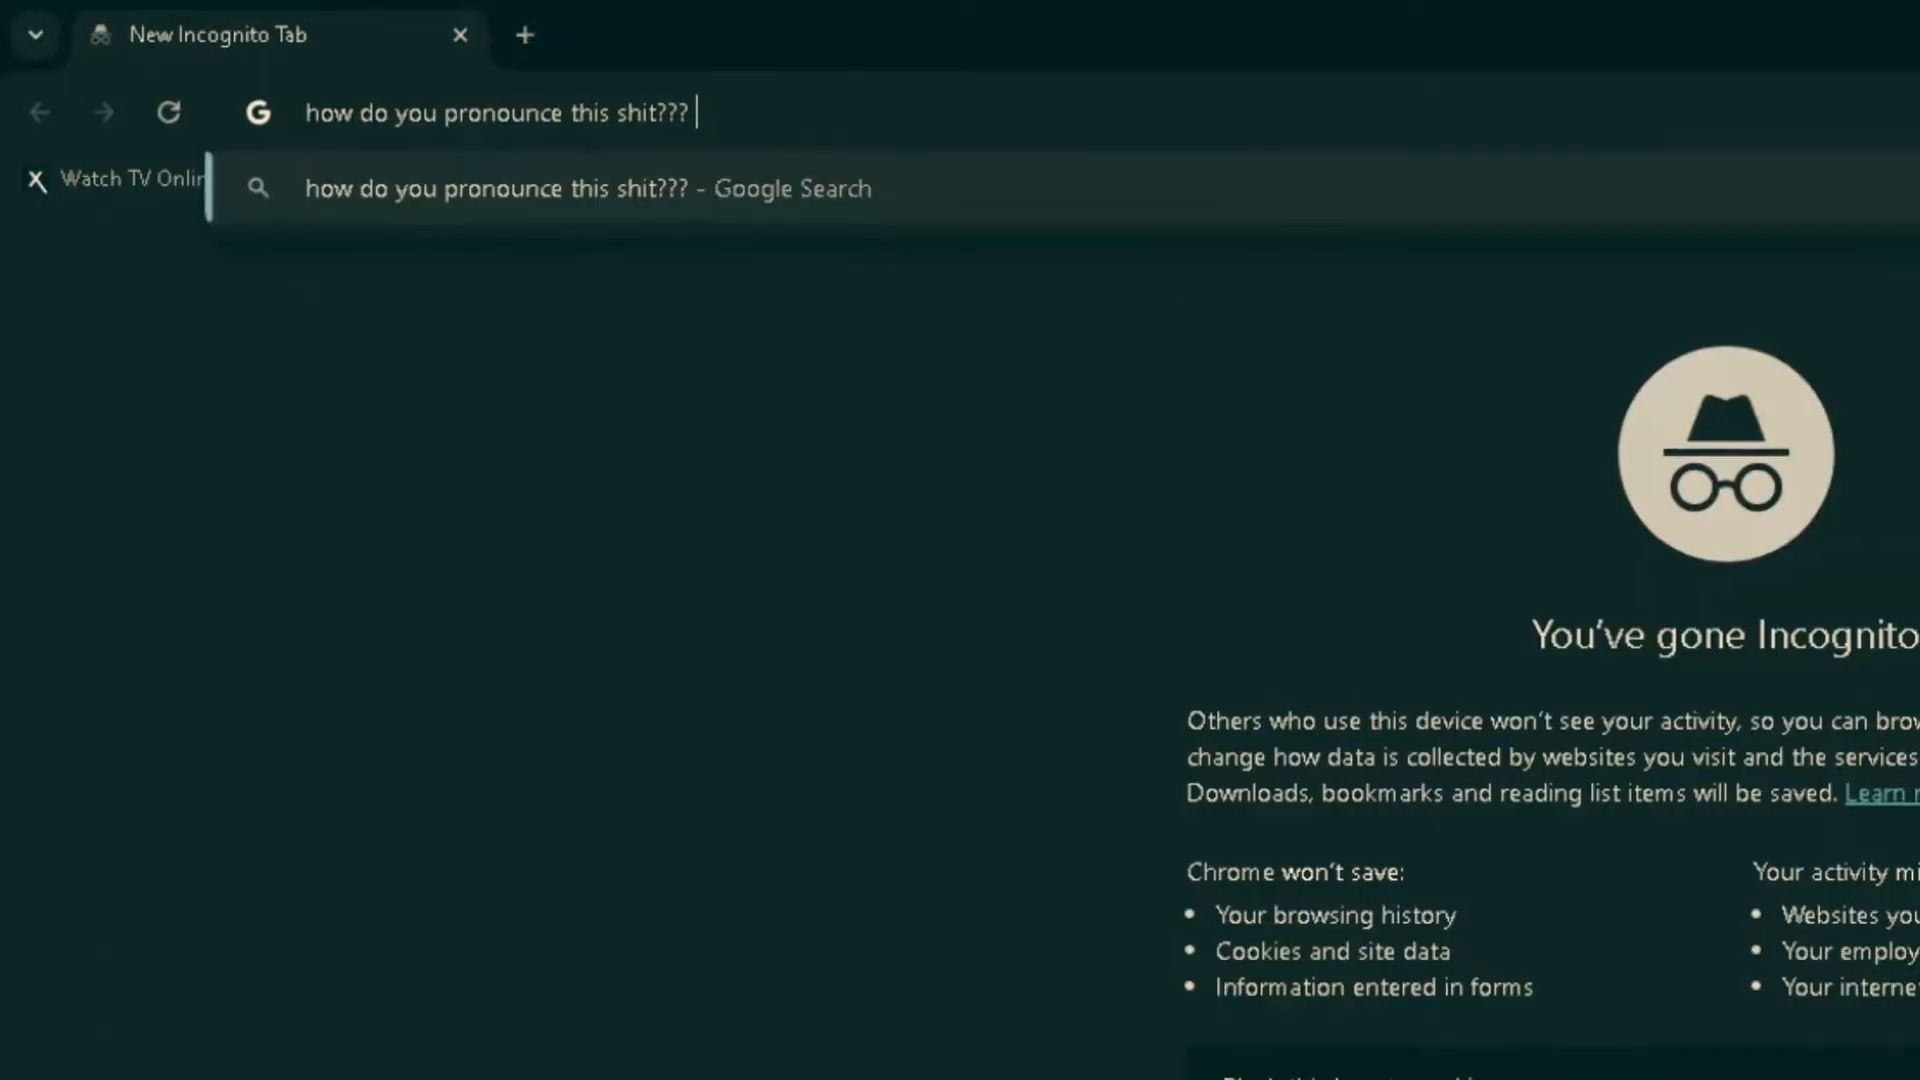 New Incognito Tab
how do you pronounce this shit???
Watch TV Onlin
how do you pronounce this shit??? - Google Search
You've gone Incognito
Others who use this device won't see your activity, so you can brow
change how data is collected by websites you visit and the services
Downloads, bookmarks and reading list items will be saved. Learn
Chrome won't save:
Your activity mi
• Your browsing history
• Websites you
• Cookies and site data
• Your employ
• Information entered in forms
• Your interne